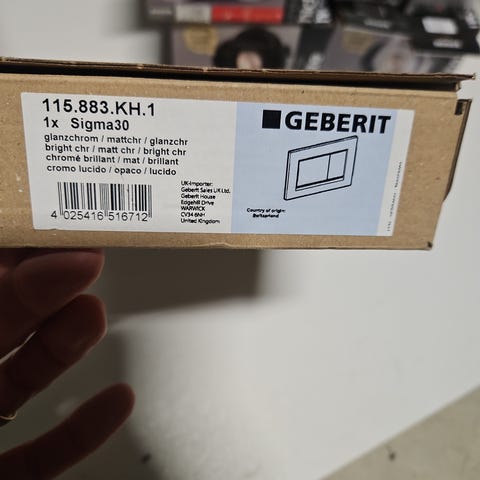 115.883.KH.1
1x Sigma30
glanzchrom / mattchr / glanzchr
bright chr / matt chr / bright chr
chromé brillant / mat / brillant
cromo lucido / opaco / lucido
4 025416 516712
UK-Importer:
Geberit Sales UK Ltd.
Geberit House
Edgehill Drive
WARWICK
CV34 6NH
United Kingdom
GEBERIT
Country of origin:
Switzerland